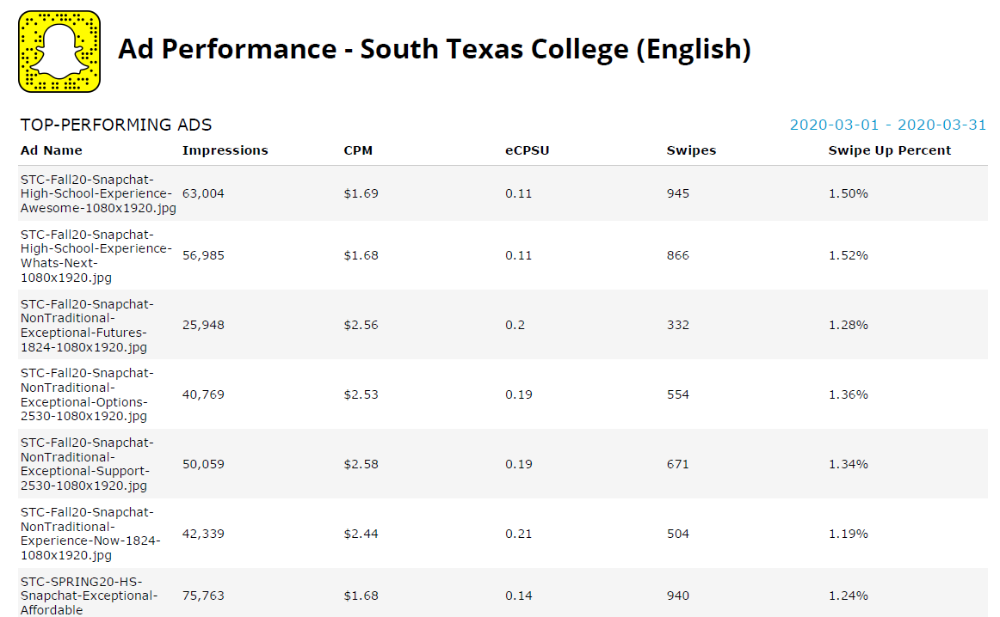 Ad Performance - South Texas College (English)
TOP-PERFORMING ADS 2020-03-01 - 2020-03-31
Ad Name Impressions CPM eCPSU Swipes Swipe Up Percent
STC-Fall20-Snapchat-
High-School-Experience- 63,004 $1.69 0.11 945 1.50%
Awesome-1080x1920.jpg
STC-Fall20-Snapchat-
High-School-Experience-
Whats-Next- 56,985 $1.68 0.11 866 1.52%
1080x1920.jpg
STC-Fall20-Snapchat-
NonTraditional-
Exceptional-Futures- 25,948 $2.56 0.2 332 1.28%
1824-1080x1920.jpg
STC-Fall20-Snapchat-
NonTraditional-
Exceptional-Options- 40,769 $2.53 0.19 554 1.36%
2530-1080x1920.jpg
STC-Fall20-Snapchat-
NonTraditional-
Exceptional-Support- 50,059 $2.58 0.19 671 1.34%
2530-1080x1920.jpg
STC-Fall20-Snapchat-
NonTraditional-
Experience-Now-1824- 42,339 $2.44 0.21 504 1.19%
1080x1920.jpg
STC-SPRING20-HS-
Snapchat-Exceptional- 75,763 $1.68 0.14 940 1.24%
Affordable